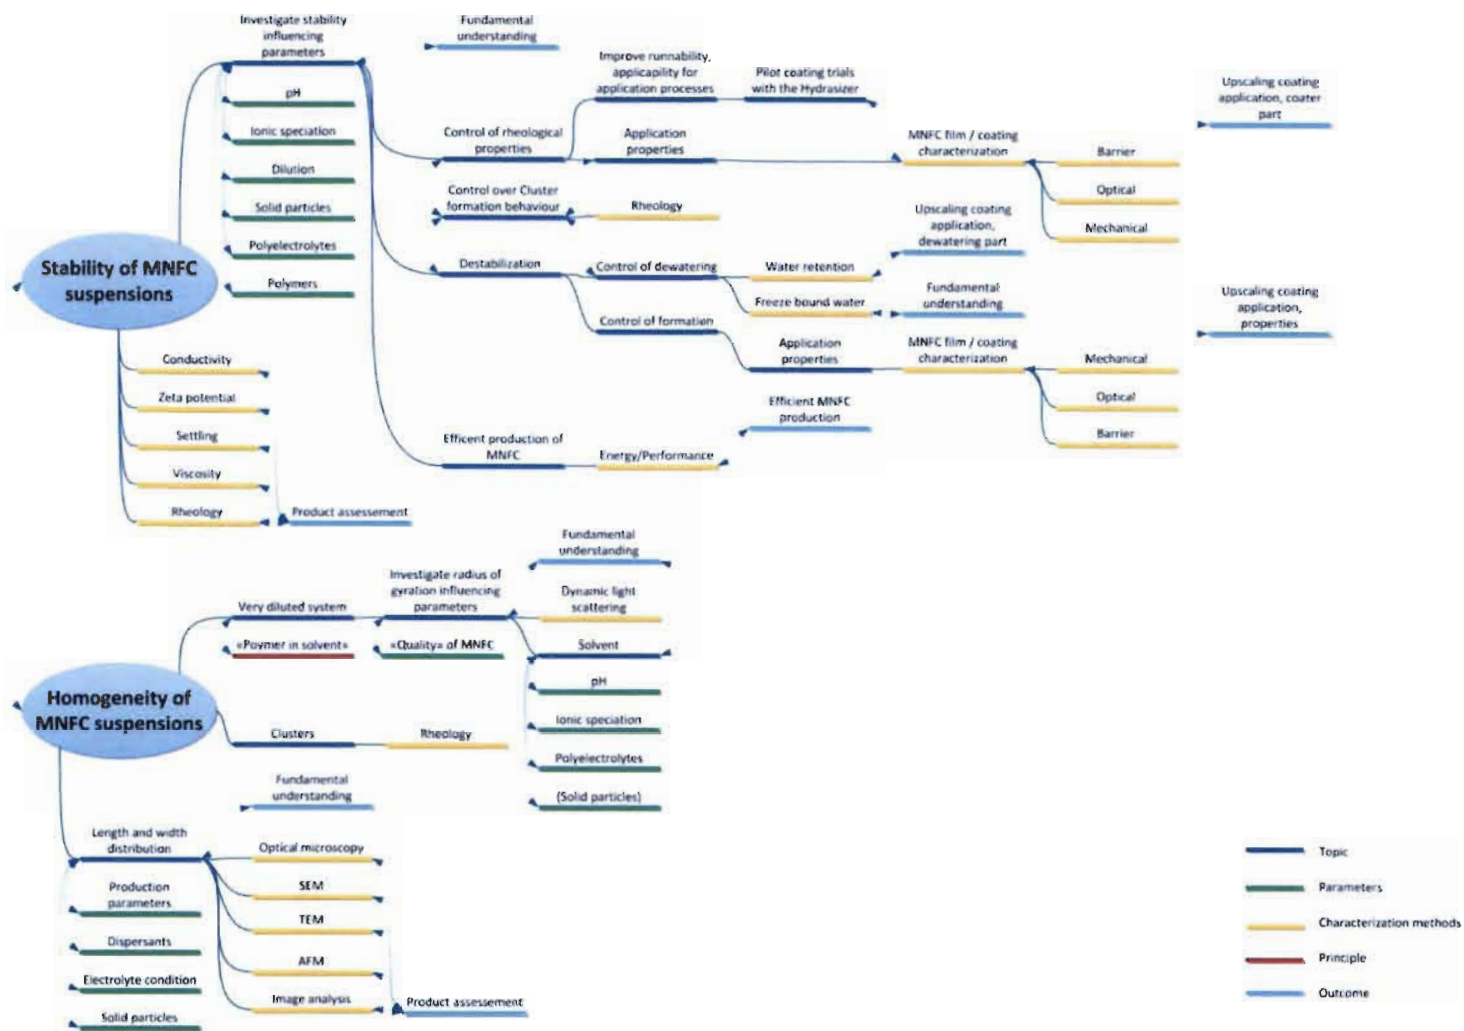 Investigate stability
influencing
parameters
pH
Ionic speciation
Dilution
Solid particles
Polyelectrolytes
Polymers
Stability of MNFC
suspensions
Conductivity
Zeta potential
Settling
Viscosity
Rheology
Product assessement
Fundamental
understanding
Control of rheological
properties
Improve runnability,
applicapility for
application processes
Pilot coating trials
with the Hydrasizer
Application
properties
MNFC film / coating
characterization
Barrier
Optical
Mechanical
Upscaling coating
application, coater
part
Control over Cluster
formation behaviour
Rheology
Destabilization
Control of dewatering
Water retention
Upscaling coating
application,
dewatering part
Freeze bound water
Fundamental
understanding
Control of formation
Application
properties
MNFC film / coating
characterization
Mechanical
Optical
Barrier
Upscaling coating
application,
properties
Efficent production of
MNFC
Energy/Performance
Efficient MNFC
production
Homogeneity of
MNFC suspensions
Very diluted system
«Poymer in solvent»
Investigate radius of
gyration influencing
parameters
«Quality» of MNFC
Fundamental
understanding
Dynamic light
scattering
Solvent
pH
Ionic speciation
Polyelectrolytes
(Solid particles)
Clusters
Rheology
Fundamental
understanding
Length and width
distribution
Production
parameters
Dispersants
Electrolyte condition
Solid particles
Optical microscopy
SEM
TEM
AFM
Image analysis
Product assessement
Topic
Parameters
Characterization methods
Principle
Outcome